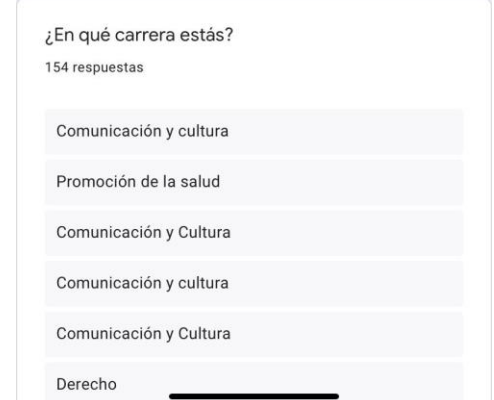 ¿En qué carrera estás?
154 respuestas
Comunicación y cultura
Promoción de la salud
Comunicación y Cultura
Comunicación y cultura
Comunicación y Cultura
Derecho